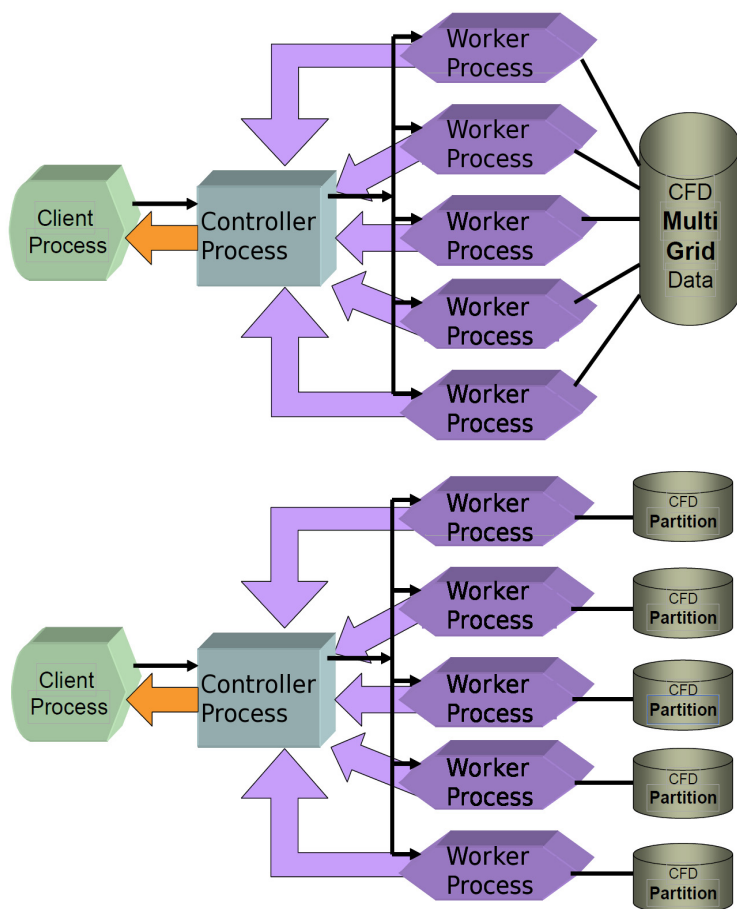 Worker
Process
Worker
Process
Client
Process
Controller
Process
Worker
Process
Worker
Process
Worker
Process
CFD
Multi
Grid
Data
Worker
Process
CFD
Partition
Worker
Process
CFD
Partition
Client
Process
Controller
Process
Worker
Process
CFD
Partition
Worker
Process
CFD
Partition
Worker
Process
CFD
Partition